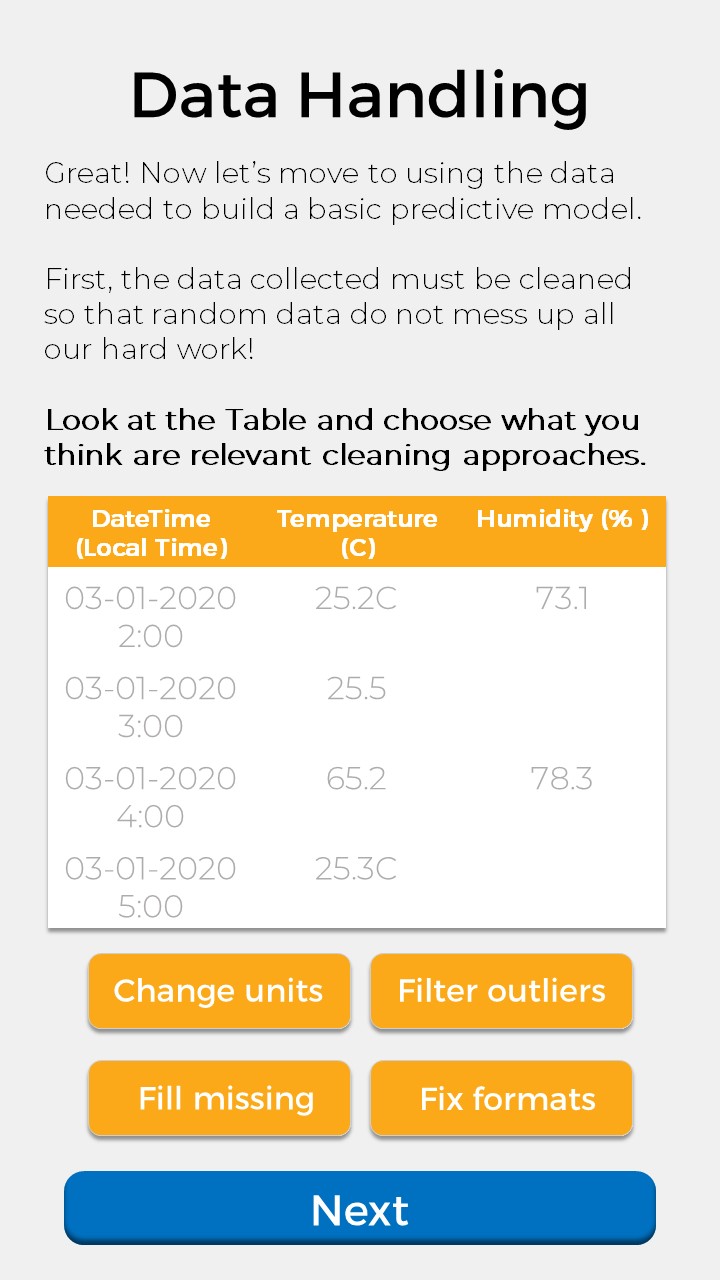 Data Handling
Great! Now let's move to using the data
needed to build a basic predictive model.
First, the data collected must be cleaned
so that random data do not mess up all
our hard work!
Look at the Table and choose what you
think are relevant cleaning approaches.
DateTime Temperature Humidity (% )
(Local Time) (C)
03-01-2020 25.2C 73.1
2:00
03-01-2020 25.5
3:00
03-01-2020 65.2 78.3
4:00
03-01-2020 25.3C
5:00
Change units Filter outliers
Fill missing Fix formats
Next